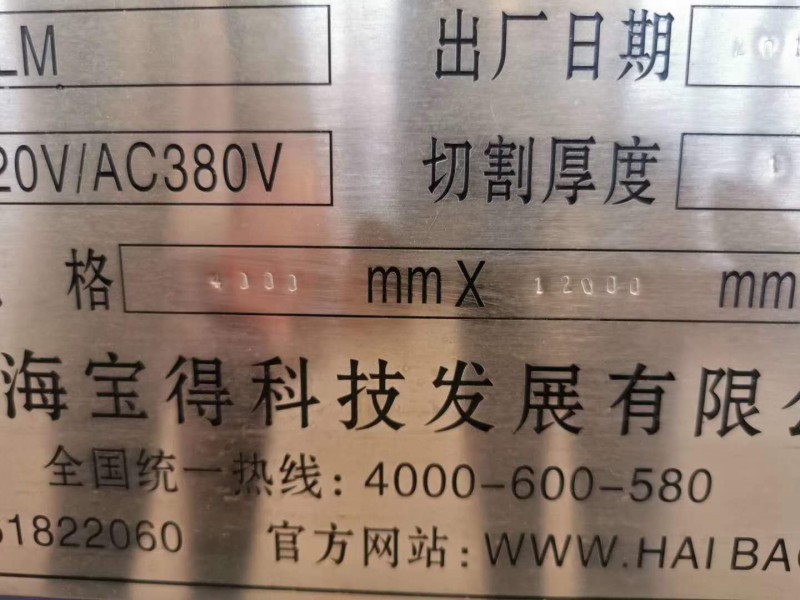 LM 出厂日期
20V/AC380V 切割厚度
格 4000 mm X 12000 mm
海宝得科技发展有限
全国统一热线：4000-600-580
51822060 官方网站：WWW.HAIBAO